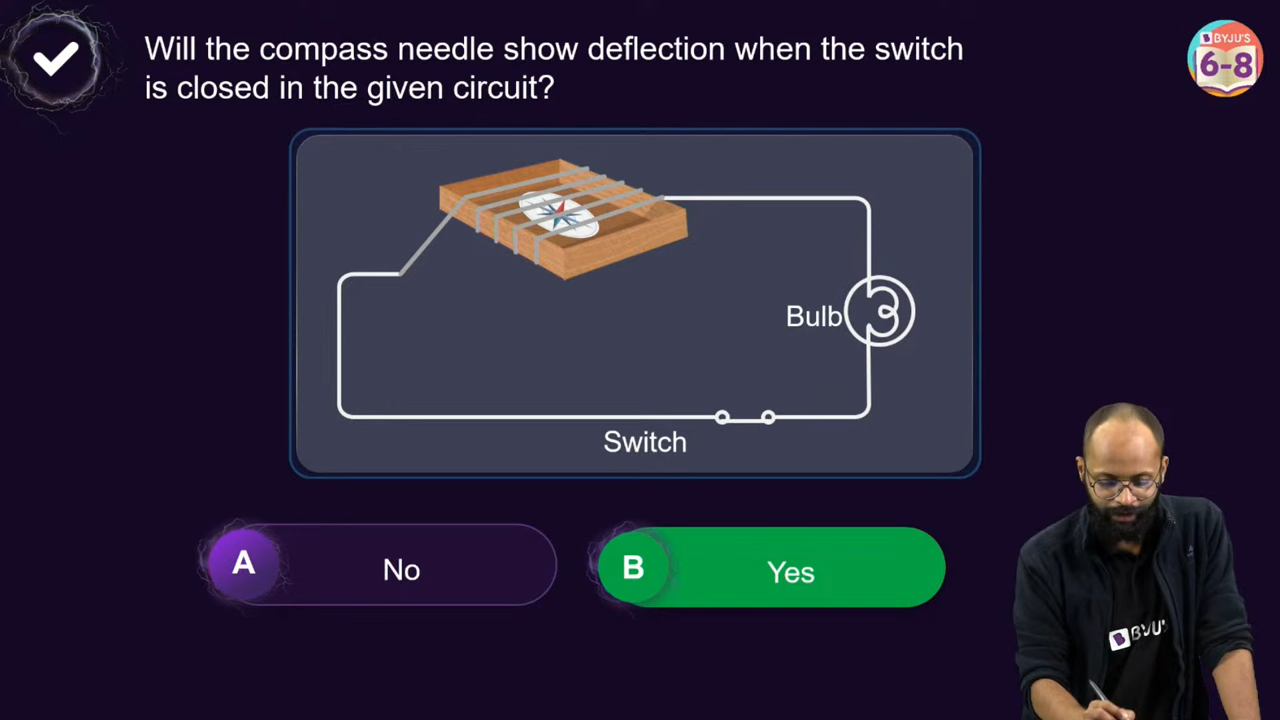 Will the compass needle show deflection when the switch
is closed in the given circuit?
BYJU'S
6-8
Bulb
Switch
A
No
B
Yes
BYJU'S